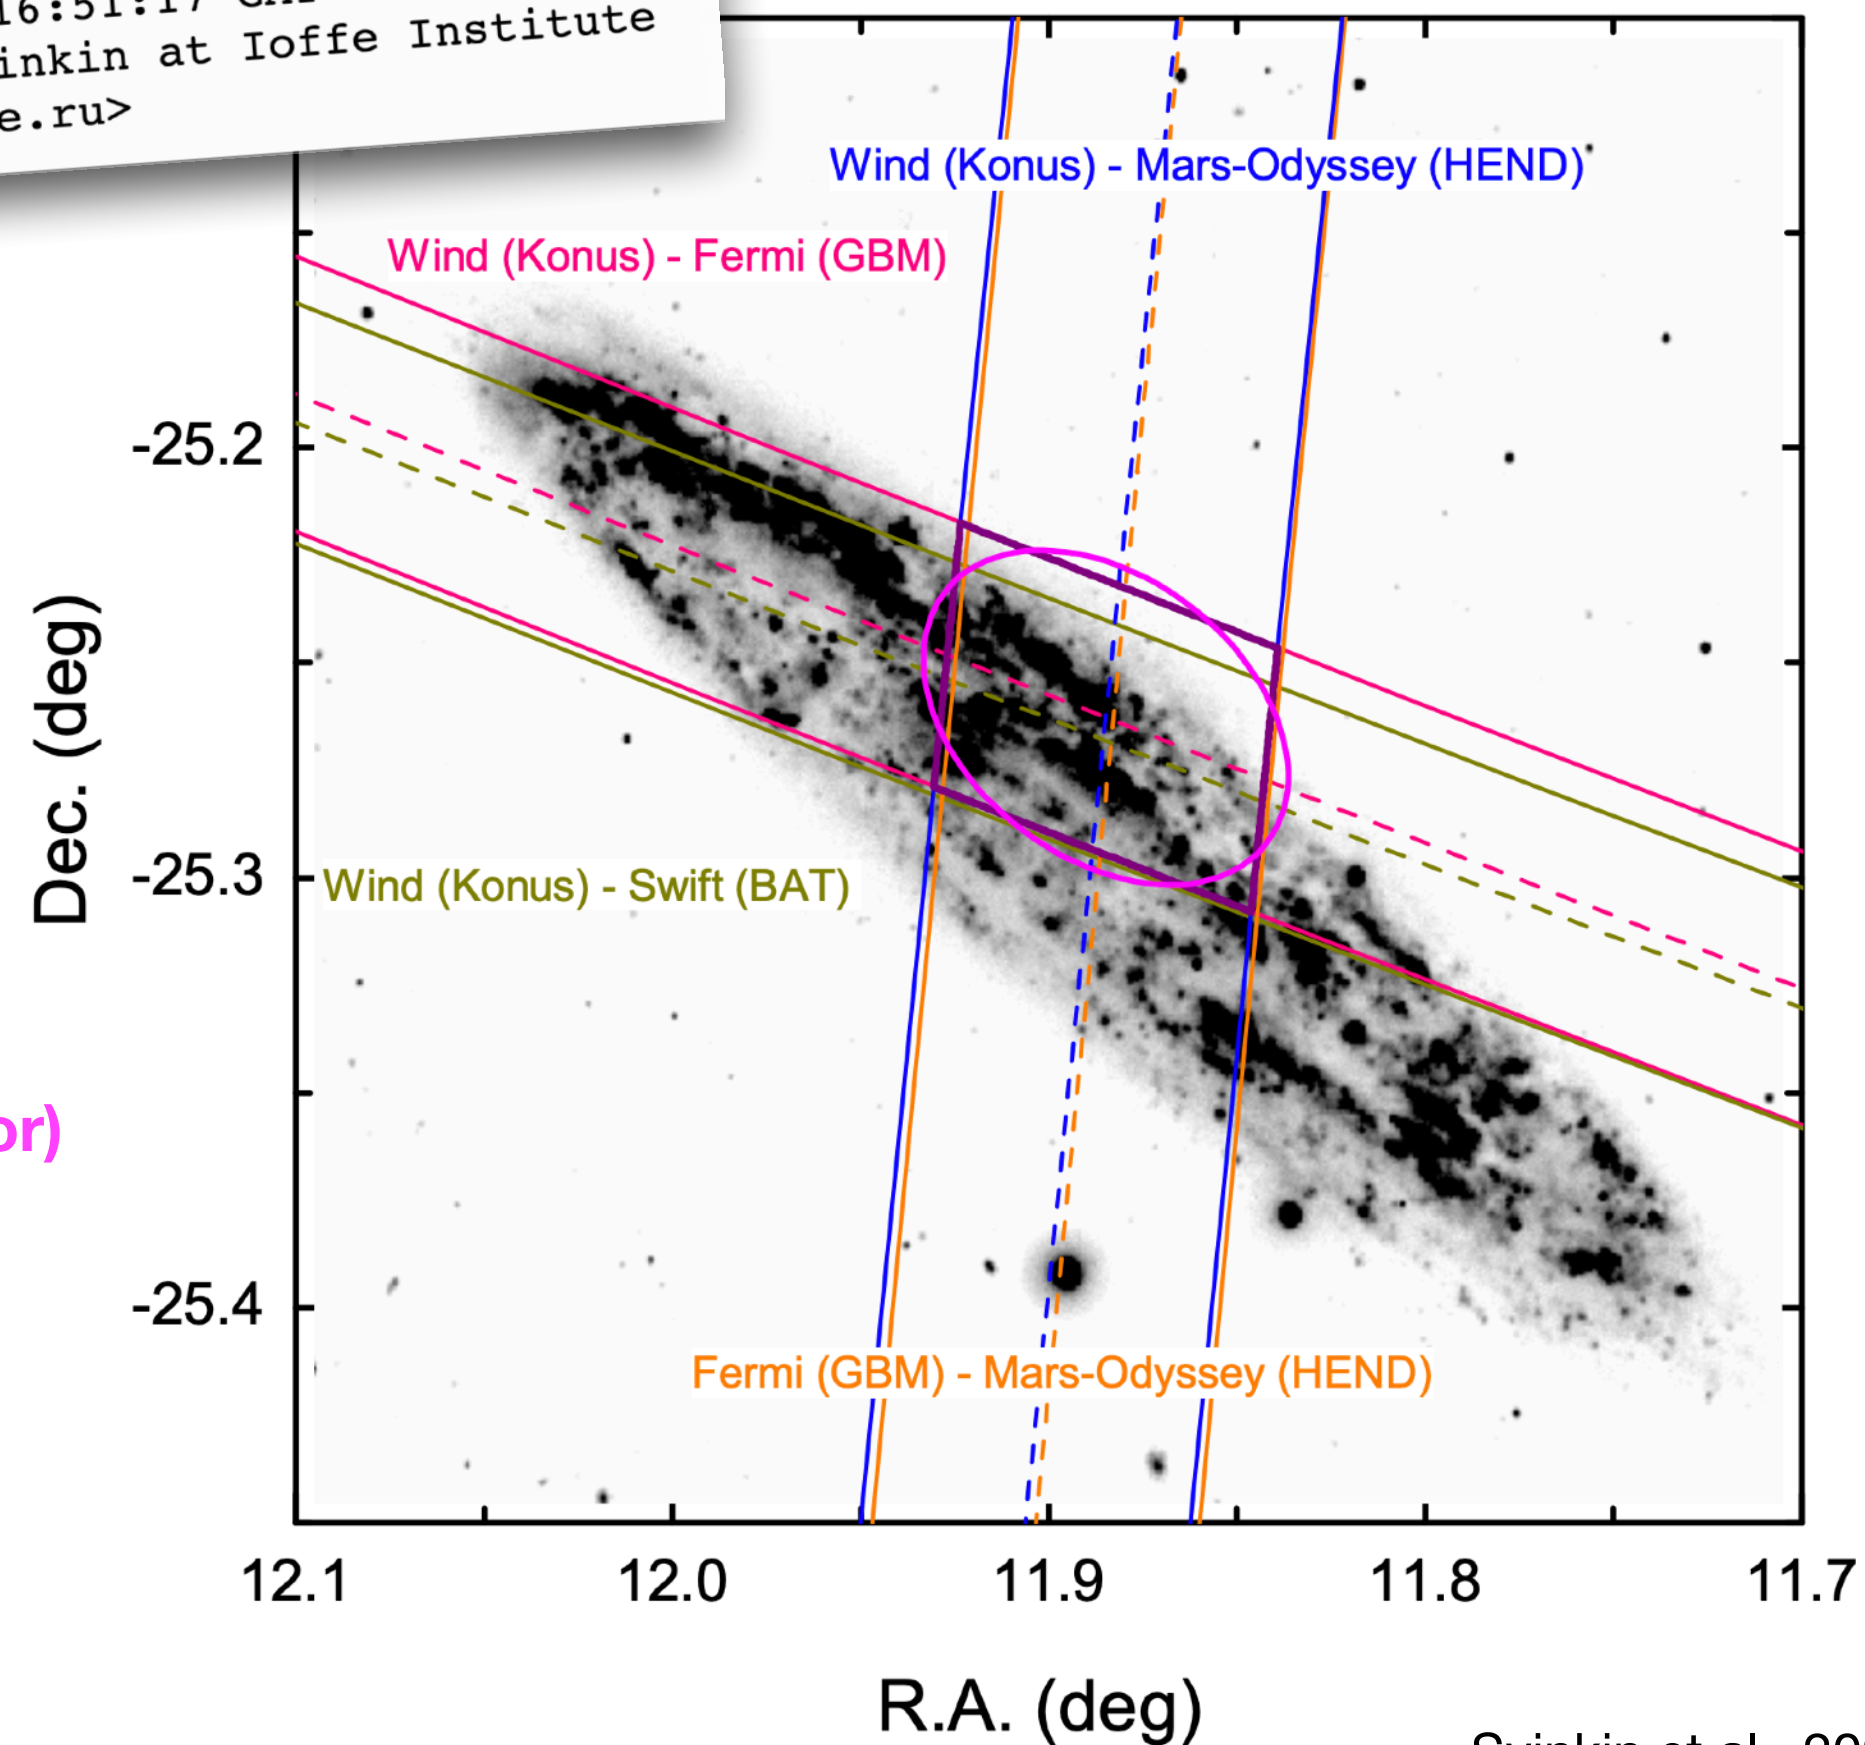 at Ioffe Institute
Wind (Konus) - Mars-Odyssey (HEND)
Wind (Konus) - Fermi (GBM)
-25.2
Dec. (deg)
-25.3
Wind (Konus) - Swift (BAT)
-25.4
Fermi (GBM) - Mars-Odyssey (HEND)
12.1 12.0 11.9 11.8 11.7
R.A. (deg)